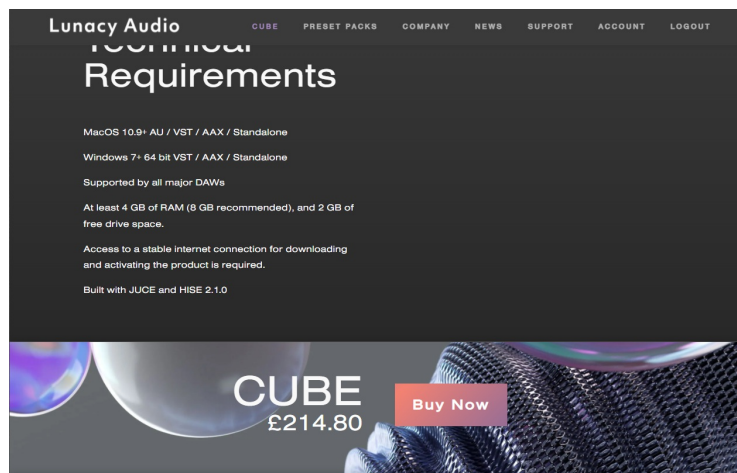 Lunacy Audio
CUBE PRESET PACKS COMPANY NEWS SUPPORT ACCOUNT LOGOUT
Technical
Requirements
MacOS 10.9+ AU / VST / AAX / Standalone
Windows 7+ 64 bit VST / AAX / Standalone
Supported by all major DAWs
At least 4 GB of RAM (8 GB recommended), and 2 GB of
free drive space.
Access to a stable internet connection for downloading
and activating the product is required.
Built with JUCE and HISE 2.1.0
CUBE
£214.80
Buy Now